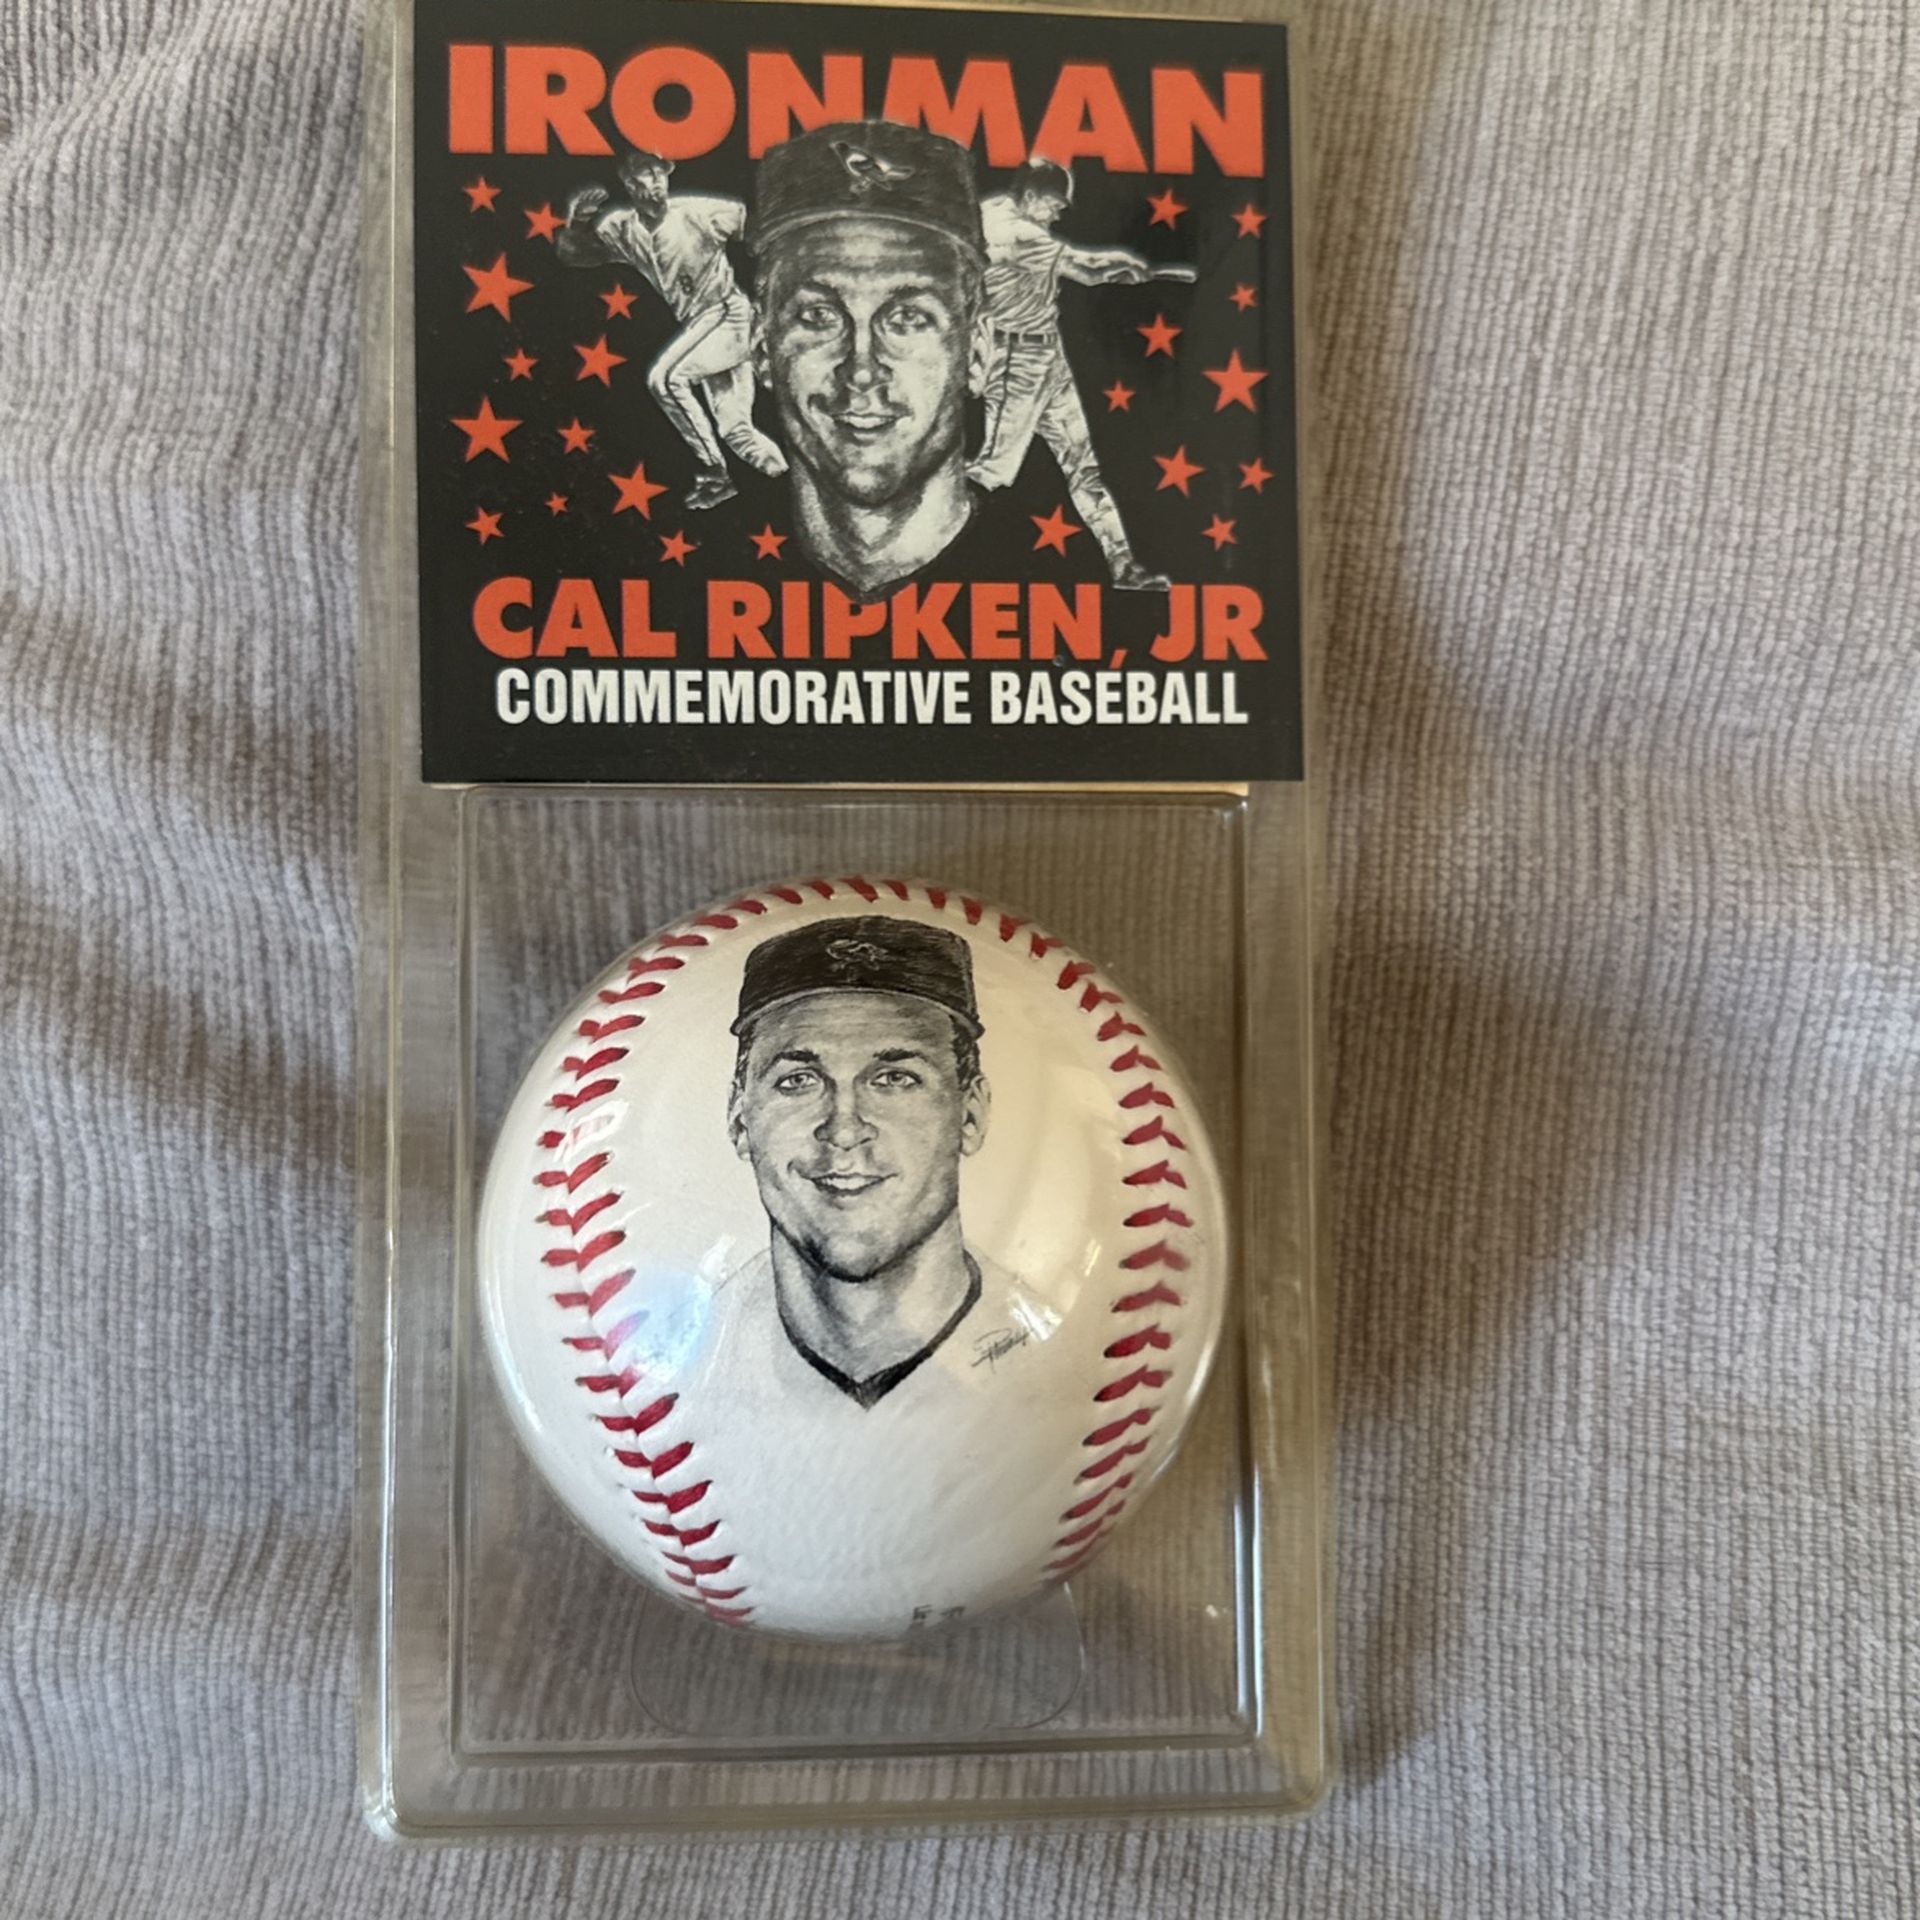 IRONMAN
CAL RIPKEN, JR
COMMEMORATIVE BASEBALL